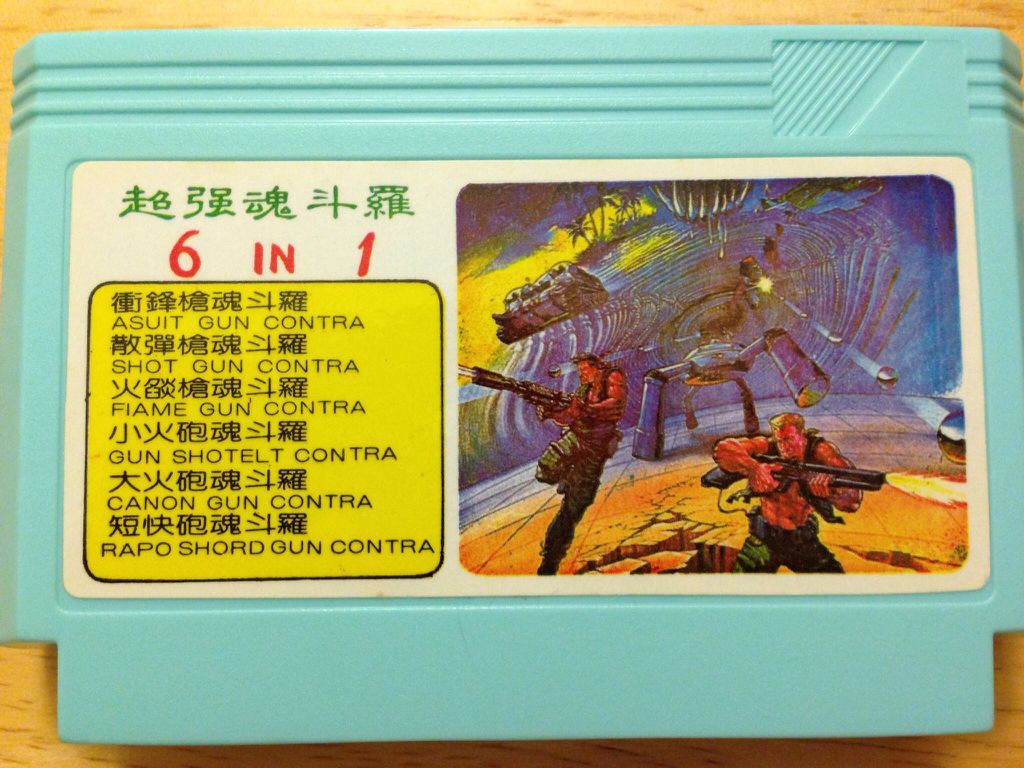 超强魂斗羅
6 IN 1
衝鋒槍魂斗羅
ASUIT GUN CONTRA
散彈槍魂斗羅
SHOT GUN CONTRA
火燄槍魂斗羅
FIAME GUN CONTRA
小火砲魂斗羅
GUN SHOTELT CONTRA
大火砲魂斗羅
CANON GUN CONTRA
短快砲魂斗羅
RAPO SHORD GUN CONTRA